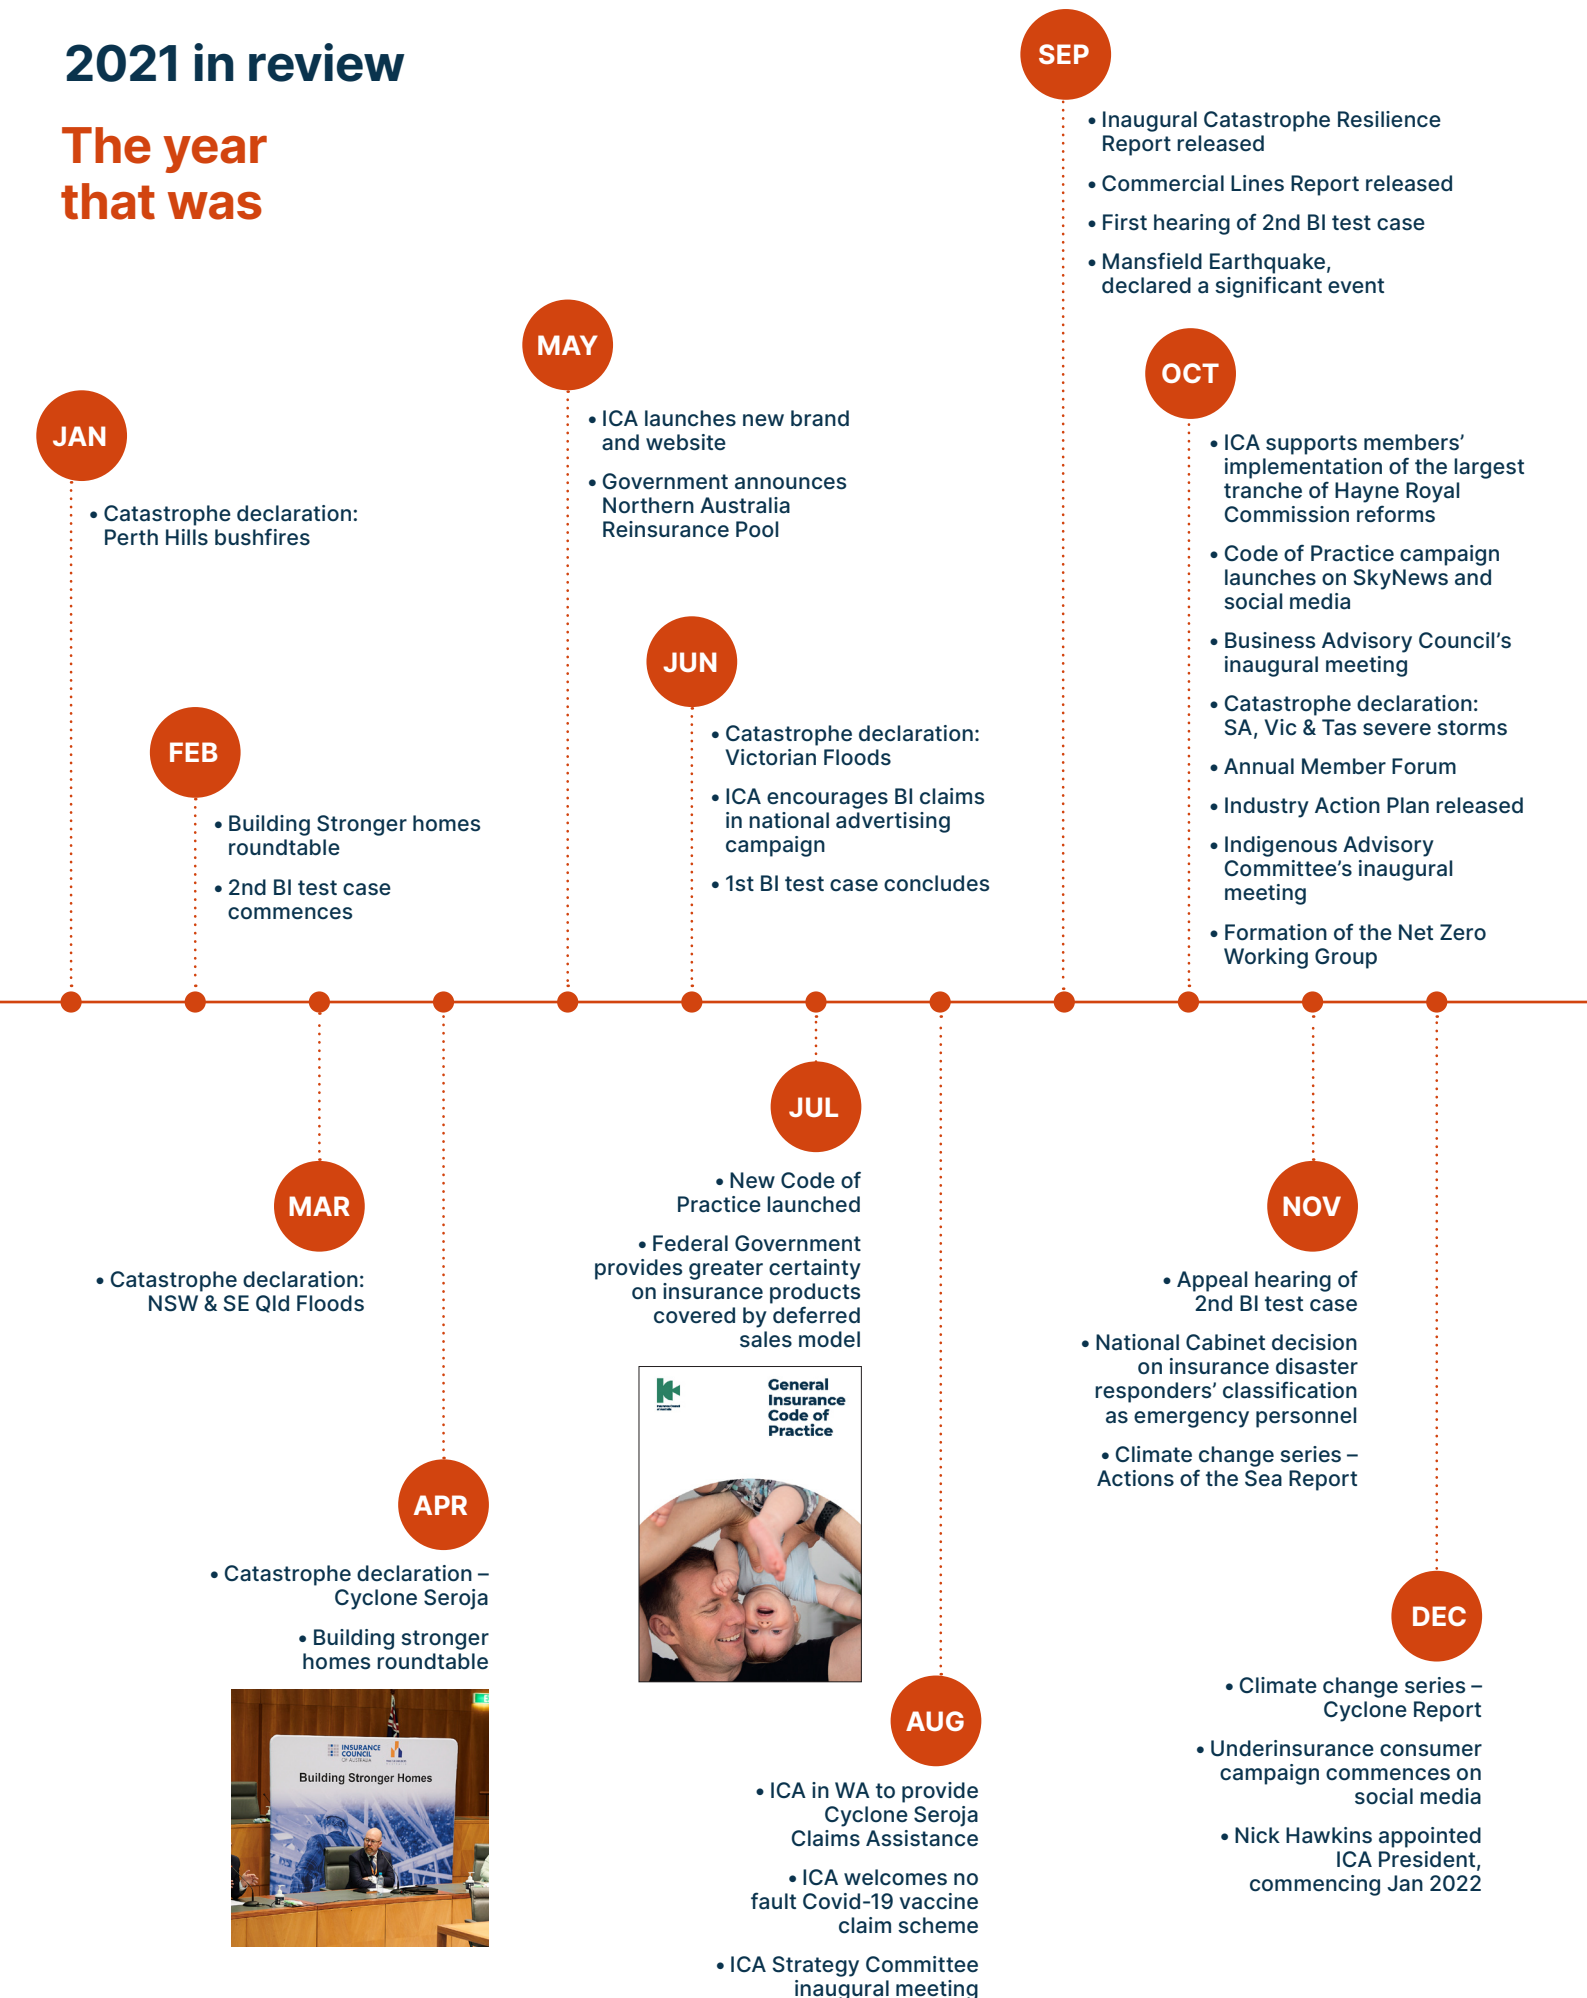 2021 in review
The year
that was
JAN
• Catastrophe declaration:
Perth Hills bushfires
FEB
• Building Stronger homes
roundtable
• 2nd BI test case
commences
MAR
• Catastrophe declaration:
NSW & SE Qld Floods
APR
• Catastrophe declaration –
Cyclone Seroja
• Building stronger
homes roundtable
INSURANCE
COUNCIL
OF AUSTRALIA
Building Stronger Homes
MAY
• ICA launches new brand
and website
• Government announces
Northern Australia
Reinsurance Pool
JUN
• Catastrophe declaration:
Victorian Floods
• ICA encourages BI claims
in national advertising
campaign
• 1st BI test case concludes
JUL
• New Code of
Practice launched
• Federal Government
provides greater certainty
on insurance products
covered by deferred
sales model
General
Insurance
Code of
Practice
AUG
• ICA in WA to provide
Cyclone Seroja
Claims Assistance
• ICA welcomes no
fault Covid-19 vaccine
claim scheme
• ICA Strategy Committee
inaugural meeting
SEP
• Inaugural Catastrophe Resilience
Report released
• Commercial Lines Report released
• First hearing of 2nd BI test case
• Mansfield Earthquake,
declared a significant event
OCT
• ICA supports members’
implementation of the largest
tranche of Hayne Royal
Commission reforms
• Code of Practice campaign
launches on SkyNews and
social media
• Business Advisory Council’s
inaugural meeting
• Catastrophe declaration:
SA, Vic & Tas severe storms
• Annual Member Forum
• Industry Action Plan released
• Indigenous Advisory
Committee’s inaugural
meeting
• Formation of the Net Zero
Working Group
NOV
• Appeal hearing of
2nd BI test case
• National Cabinet decision
on insurance disaster
responders’ classification
as emergency personnel
• Climate change series –
Actions of the Sea Report
DEC
• Climate change series –
Cyclone Report
• Underinsurance consumer
campaign commences on
social media
• Nick Hawkins appointed
ICA President,
commencing Jan 2022